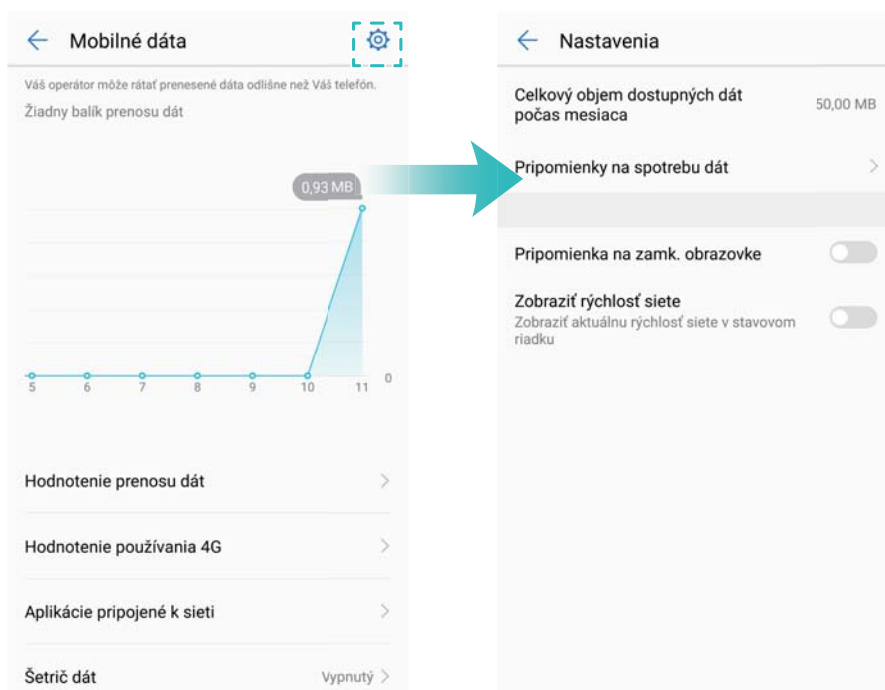 Mobilné dáta
Váš operátor môže rátať prenesené dáta odlišne než Váš telefón.
Žiadny balík prenosu dát
0,93 MB
0
5 6 7 8 9 10 11
Hodnotenie prenosu dát
Hodnotenie používania 4G
Aplikácie pripojené k sieti
Šetrič dát Vypnutý
Nastavenia
Celkový objem dostupných dát
počas mesiaca
50,00 MB
Pripomienky na spotrebu dát
Pripomienka na zamk. obrazovke
Zobraziť rýchlosť siete
Zobraziť aktuálnu rýchlosť siete v stavovom
riadku